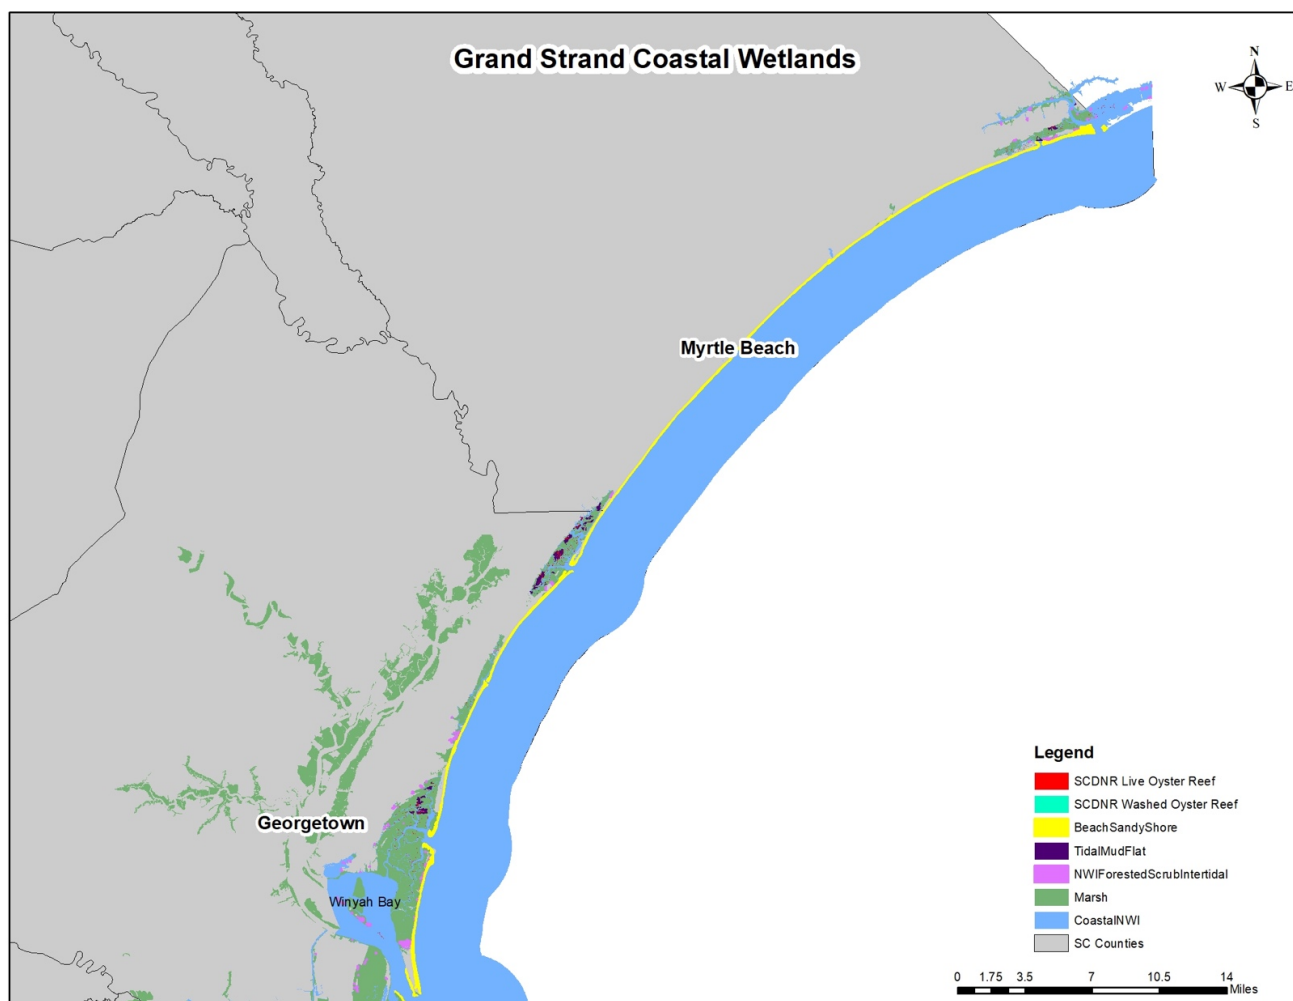 Grand Strand Coastal Wetlands
N
W E
S
Myrtle Beach
Georgetown
Winyah Bay
Legend
SCDNR Live Oyster Reef
SCDNR Washed Oyster Reef
BeachSandyShore
TidalMudFlat
NWIForestedScrubIntertidal
Marsh
CoastalNWI
SC Counties
0 1.75 3.5 7 10.5 14
Miles